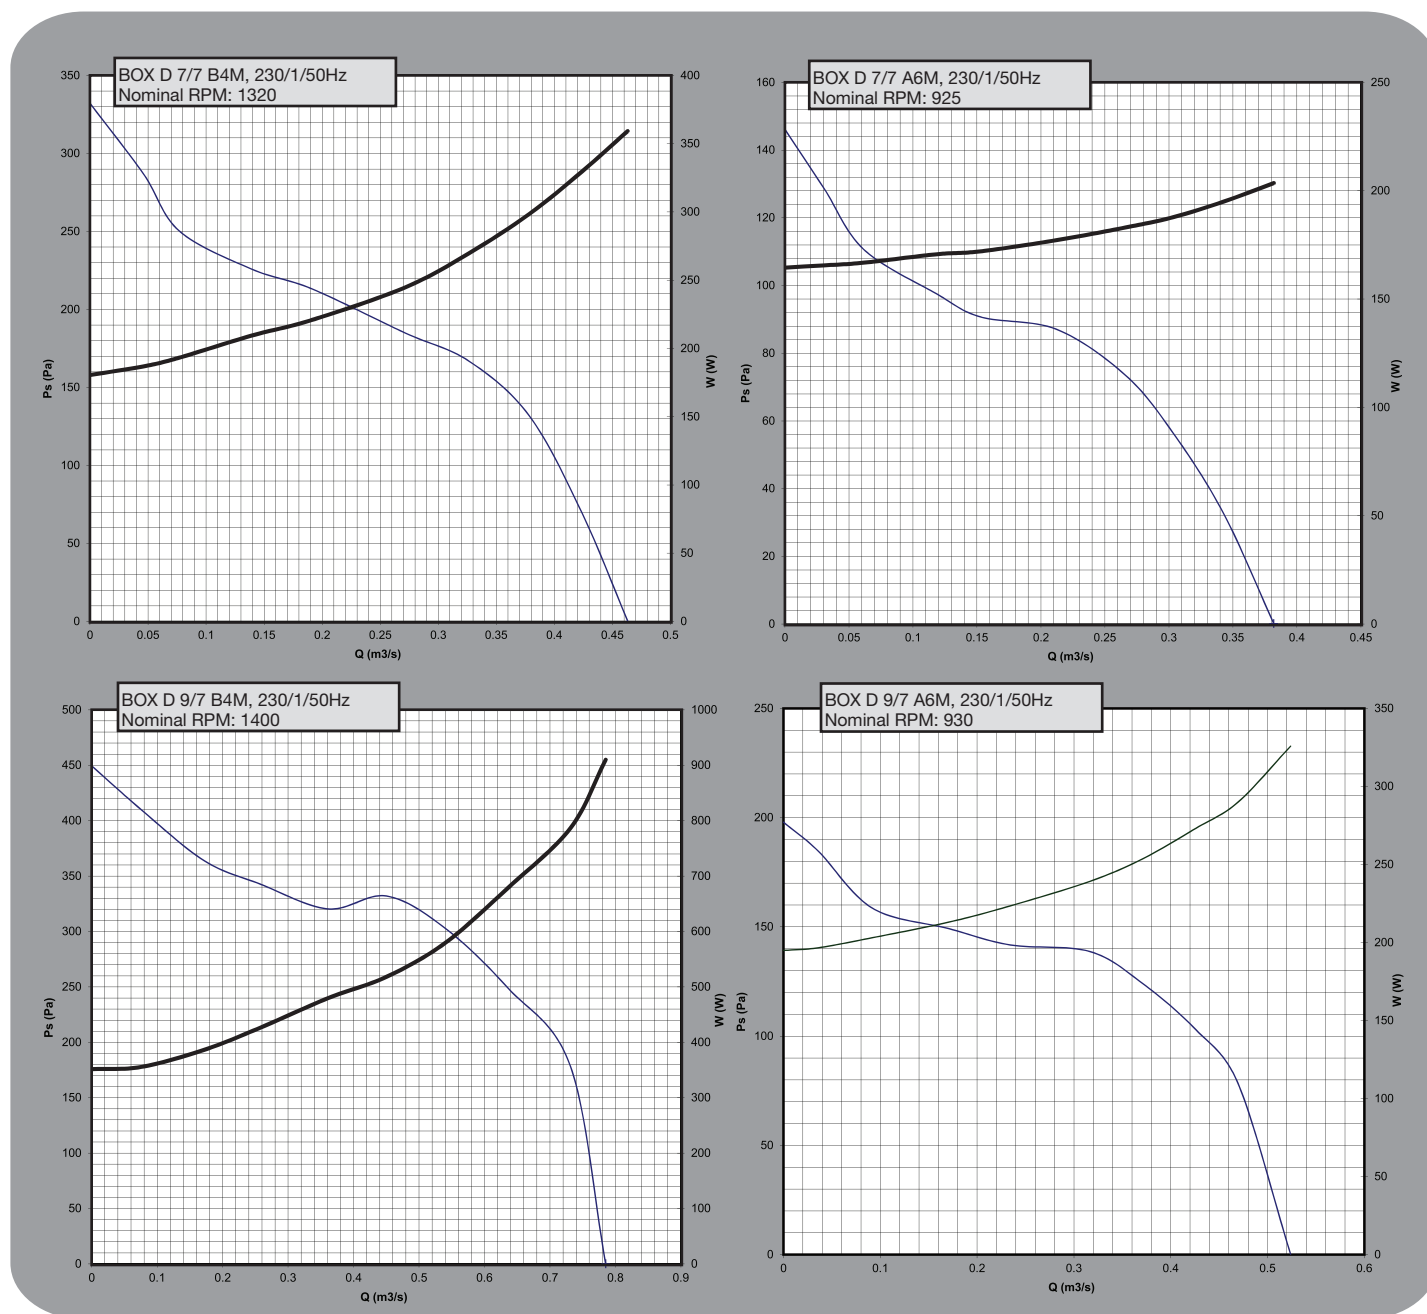 BOX D 7/7 B4M, 230/1/50Hz
Nominal RPM: 1320
350
300
250
200
150
100
50
0
Ps (Pa)
400
350
300
250
200
150
100
50
0
W (W)
0 0.05 0.1 0.15 0.2 0.25 0.3 0.35 0.4 0.45 0.5
Q (m3/s)
BOX D 7/7 A6M, 230/1/50Hz
Nominal RPM: 925
160
140
120
100
80
60
40
20
0
Ps (Pa)
250
200
150
100
50
0
W (W)
0 0.05 0.1 0.15 0.2 0.25 0.3 0.35 0.4 0.45
Q (m3/s)
BOX D 9/7 B4M, 230/1/50Hz
Nominal RPM: 1400
500
450
400
350
300
250
200
150
100
50
0
Ps (Pa)
1000
900
800
700
600
500
400
300
200
100
0
W (W)
0 0.1 0.2 0.3 0.4 0.5 0.6 0.7 0.8 0.9
Q (m3/s)
BOX D 9/7 A6M, 230/1/50Hz
Nominal RPM: 930
250
200
150
100
50
0
Ps (Pa)
350
300
250
200
150
100
50
0
W (W)
0 0.1 0.2 0.3 0.4 0.5 0.6
Q (m3/s)